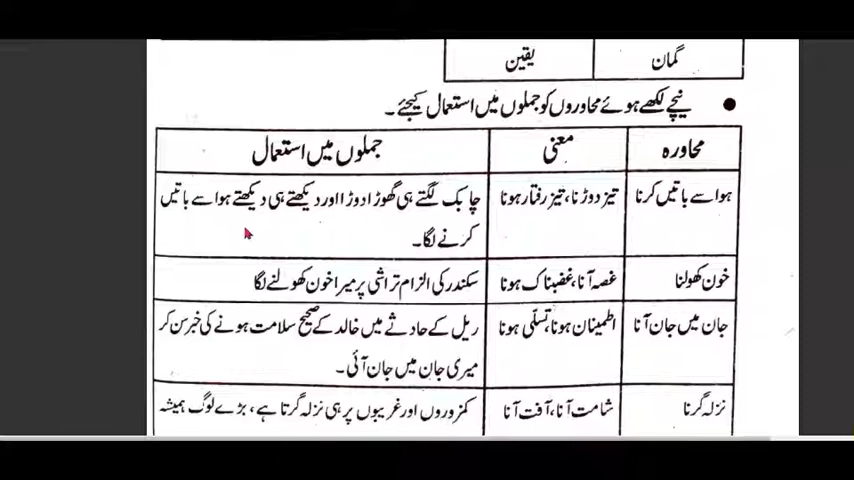 گمان یقین
● نیچے لکھے ہوئے محاوروں کو جملوں میں استعمال کیجئے۔
محاورہ معنی جملوں میں استعمال
ہوا سے باتیں کرنا تیز دوڑنا، تیز رفتار ہونا چابک لگتے ہی گھوڑا دوڑا اور دیکھتے ہی دیکھتے ہوا سے باتیں
کرنے لگا۔
خون کھولنا غصہ آنا، غضبناک ہونا سکندر کی الزام تراشی پر میرا خون کھولنے لگا
جان میں جان آنا اطمینان ہونا، تسلّی ہونا ریل کے حادثے میں خالد کے صحیح سلامت ہونے کی خبر سن کر
میری جان میں جان آئی۔
نزلہ گرنا شامت آنا، آفت آنا کمزوروں اور غریبوں پر ہی نزلہ گرتا ہے، بڑے لوگ ہمیشہ